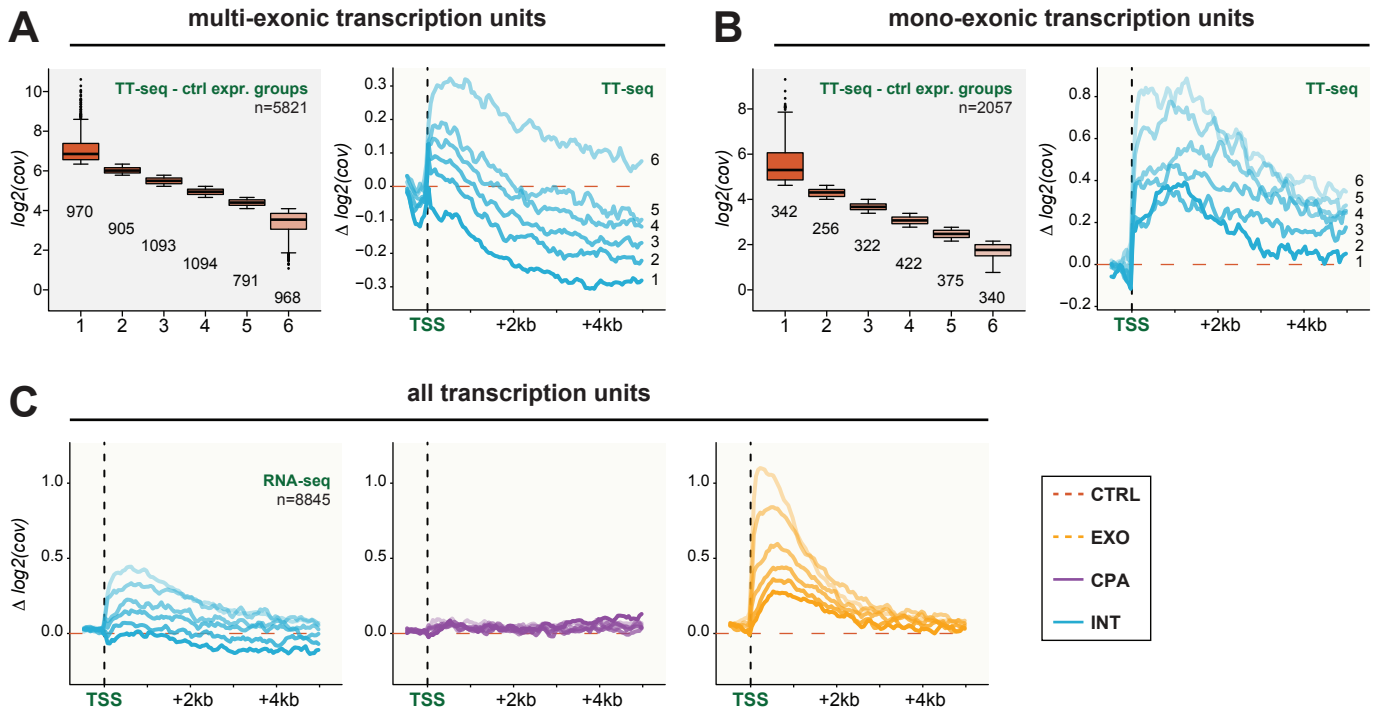 A
multi-exonic transcription units
TT-seq - ctrl expr. groups
n=5821
log2(cov)
10
8
6
4
2
0
970
905
1093
1094
791
968
1 2 3 4 5 6
TT-seq
Δ log2(cov)
0.3
0.2
0.1
0.0
−0.1
−0.2
−0.3
6
5
4
3
2
1
TSS +2kb +4kb
B
mono-exonic transcription units
TT-seq - ctrl expr. groups
n=2057
log2(cov)
8
6
4
2
0
342
256
322
422
375
340
1 2 3 4 5 6
TT-seq
Δ log2(cov)
0.8
0.6
0.4
0.2
0.0
−0.2
6
5
4
3
2
1
TSS +2kb +4kb
C
all transcription units
RNA-seq
n=8845
Δ log2(cov)
1.0
0.5
0.0
TSS +2kb +4kb
1.0
0.5
0.0
TSS +2kb +4kb
1.0
0.5
0.0
TSS +2kb +4kb
CTRL
EXO
CPA
INT